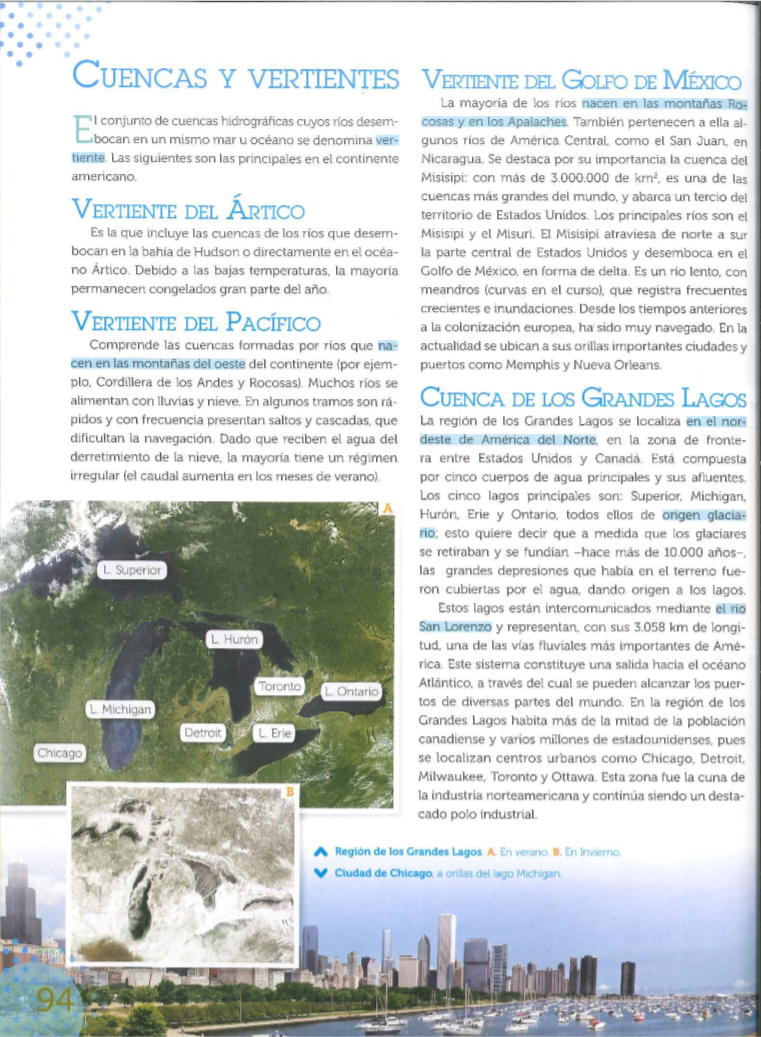 CUENCAS Y VERTIENTES
El conjunto de cuencas hidrográficas cuyos ríos desem-
bocan en un mismo mar u océano se denomina ver-
tiente. Las siguientes son las principales en el continente
americano.
VERTIENTE DEL ÁRTICO
Es la que incluye las cuencas de los ríos que desem-
bocan en la bahía de Hudson o directamente en el océa-
no Ártico. Debido a las bajas temperaturas, la mayoría
permanecen congelados gran parte del año.
VERTIENTE DEL PACÍFICO
Comprende las cuencas formadas por ríos que na-
cen en las montañas del oeste del continente (por ejem-
plo, Cordillera de los Andes y Rocosas). Muchos ríos se
alimentan con lluvias y nieve. En algunos tramos son rá-
pidos y con frecuencia presentan saltos y cascadas, que
dificultan la navegación. Dado que reciben el agua del
derretimiento de la nieve, la mayoría tiene un régimen
irregular (el caudal aumenta en los meses de verano).
VERTIENTE DEL GOLFO DE MÉXICO
La mayoría de los ríos nacen en las montañas Ro-
cosas y en los Apalaches. También pertenecen a ella al-
gunos ríos de América Central, como el San Juan, en
Nicaragua. Se destaca por su importancia la cuenca del
Misisipi: con más de 3.000.000 de km², es una de las
cuencas más grandes del mundo, y abarca un tercio del
territorio de Estados Unidos. Los principales ríos son el
Misisipi y el Misuri. El Misisipi atraviesa de norte a sur
la parte central de Estados Unidos y desemboca en el
Golfo de México, en forma de delta. Es un río lento, con
meandros (curvas en el curso), que registra frecuentes
crecientes e inundaciones. Desde los tiempos anteriores
a la colonización europea, ha sido muy navegado. En la
actualidad se ubican a sus orillas importantes ciudades y
puertos como Memphis y Nueva Orleans.
CUENCA DE LOS GRANDES LAGOS
La región de los Grandes Lagos se localiza en el nor-
deste de América del Norte, en la zona de fronte-
ra entre Estados Unidos y Canadá. Está compuesta
por cinco cuerpos de agua principales y sus afluentes.
Los cinco lagos principales son: Superior, Michigan,
Hurón, Erie y Ontario, todos ellos de origen glacia-
rio; esto quiere decir que a medida que los glaciares
se retiraban y se fundían –hace más de 10.000 años–,
las grandes depresiones que había en el terreno fue-
ron cubiertas por el agua, dando origen a los lagos.
Estos lagos están intercomunicados mediante el río
San Lorenzo y representan, con sus 3.058 km de longi-
tud, una de las vías fluviales más importantes de Amé-
rica. Este sistema constituye una salida hacia el océano
Atlántico, a través del cual se pueden alcanzar los puer-
tos de diversas partes del mundo. En la región de los
Grandes Lagos habita más de la mitad de la población
canadiense y varios millones de estadounidenses, pues
se localizan centros urbanos como Chicago, Detroit,
Milwaukee, Toronto y Ottawa. Esta zona fue la cuna de
la industria norteamericana y continúa siendo un desta-
cado polo industrial.
A
L. Superior
L. Hurón
Toronto
L. Ontario
L. Michigan
Detroit
L. Erie
Chicago
B
Región de los Grandes Lagos. A. En verano. B. En Invierno.
Ciudad de Chicago, a orillas del lago Michigan.
94